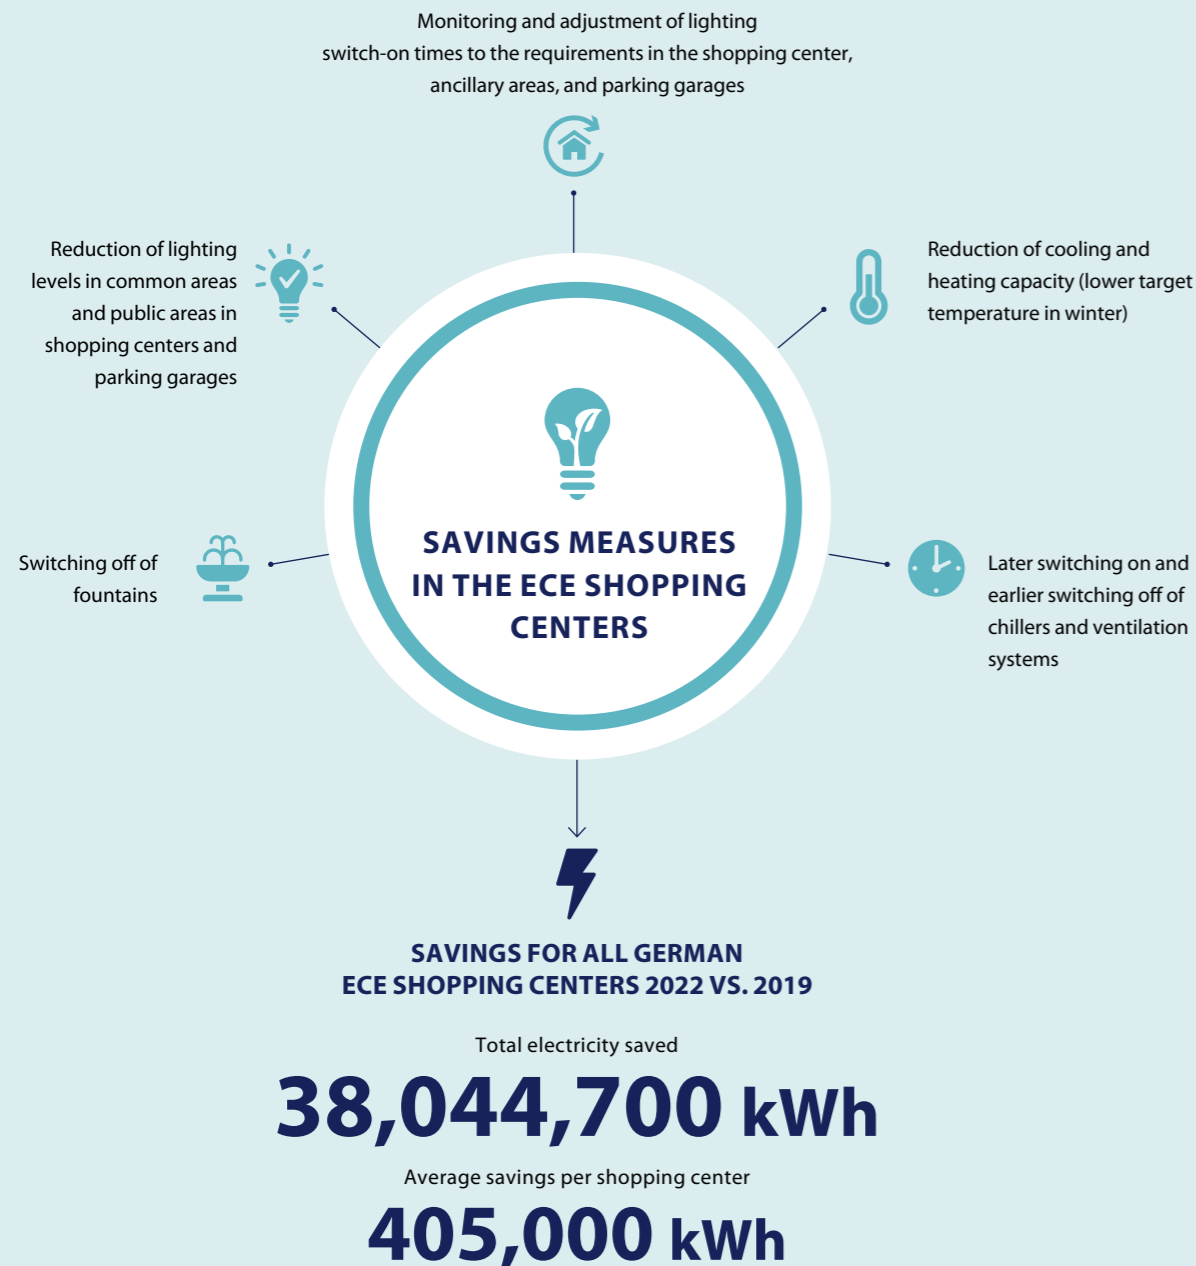 Monitoring and adjustment of lighting
switch-on times to the requirements in the shopping center,
ancillary areas, and parking garages
Reduction of lighting
levels in common areas
and public areas in
shopping centers and
parking garages
Reduction of cooling and
heating capacity (lower target
temperature in winter)
Switching off of
fountains
SAVINGS MEASURES
IN THE ECE SHOPPING
CENTERS
Later switching on and
earlier switching off of
chillers and ventilation
systems
SAVINGS FOR ALL GERMAN
ECE SHOPPING CENTERS 2022 VS. 2019
Total electricity saved
38,044,700 kWh
Average savings per shopping center
405,000 kWh